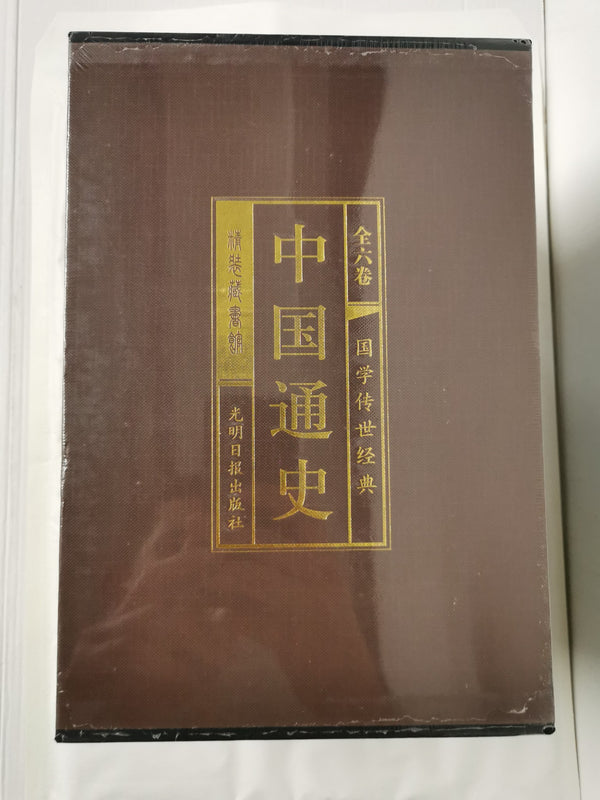 全六卷
国学传世经典
中国通史
精装藏书馆
光明日报出版社